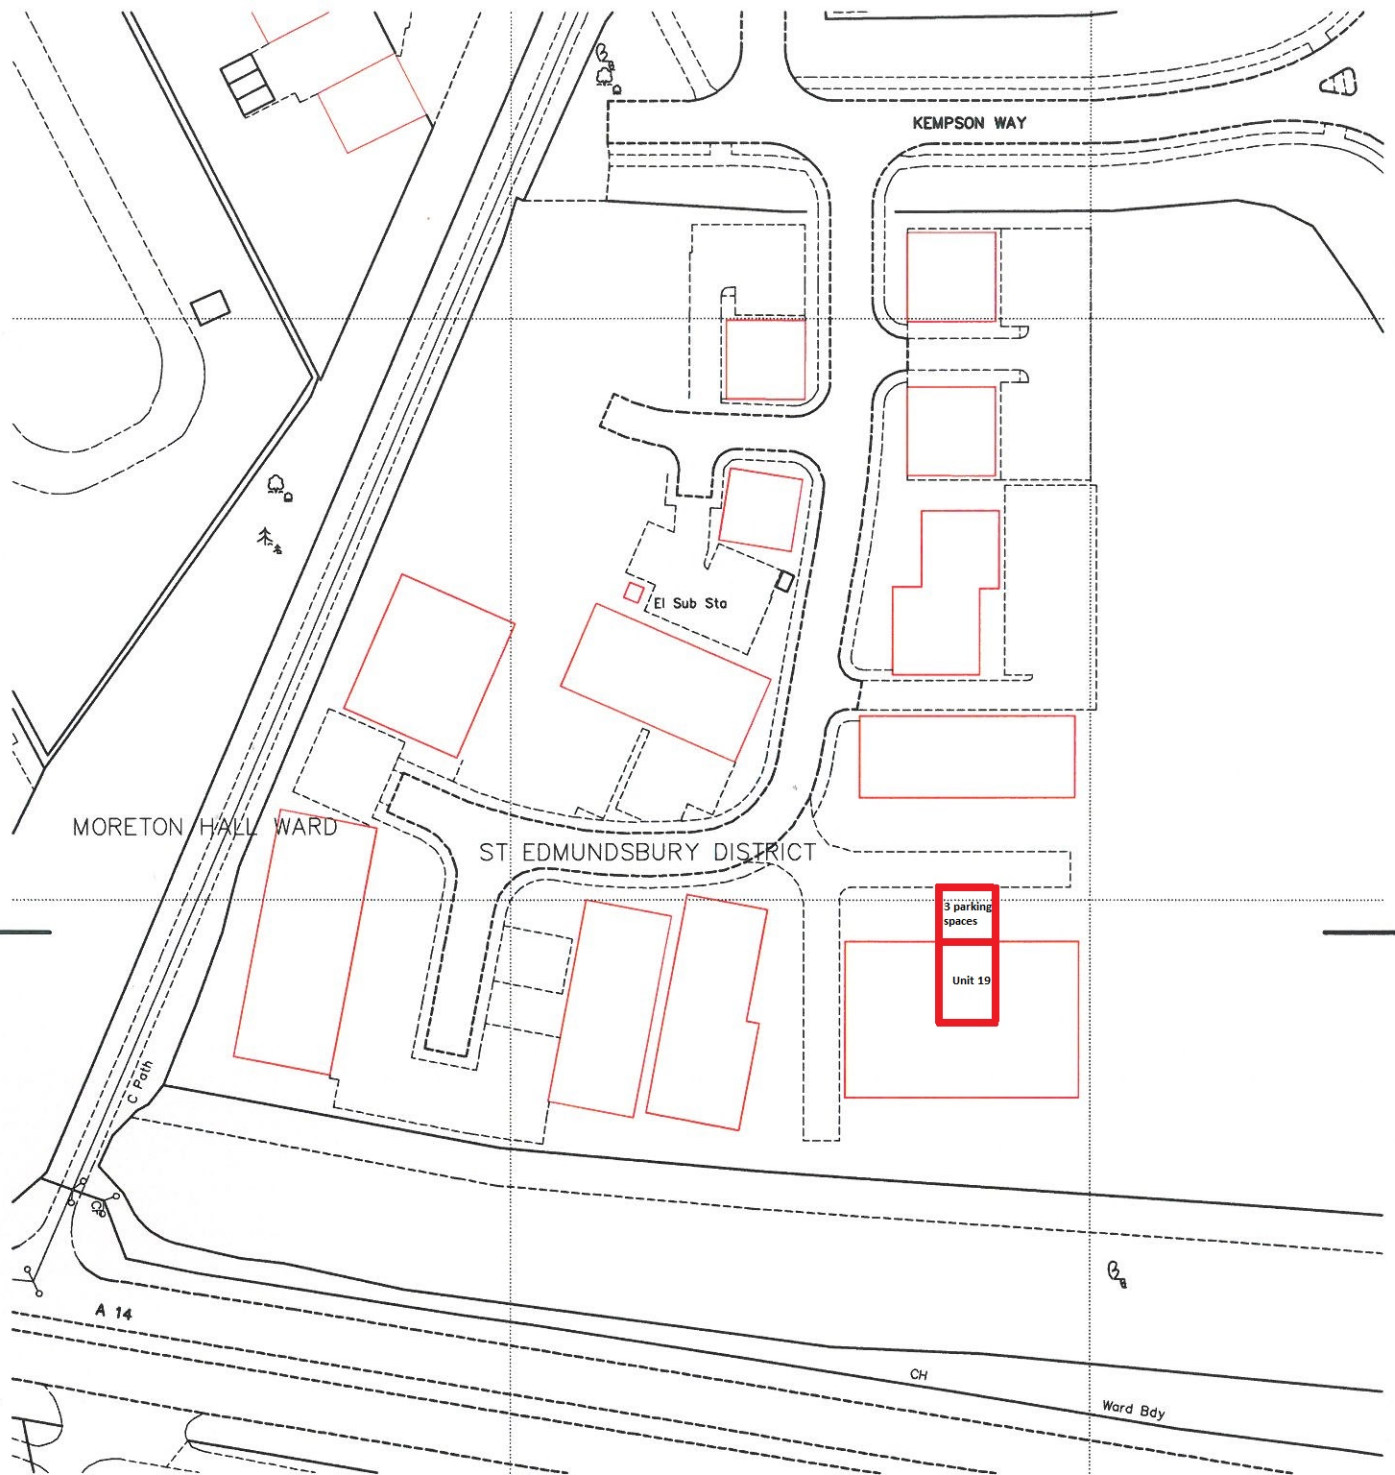 KEMPSON WAY
El Sub Sta
MORETON HALL WARD
ST EDMUNDSBURY DISTRICT
3 parking
spaces
Unit 19
C Path
CP
A 14
CH
Ward Bdy